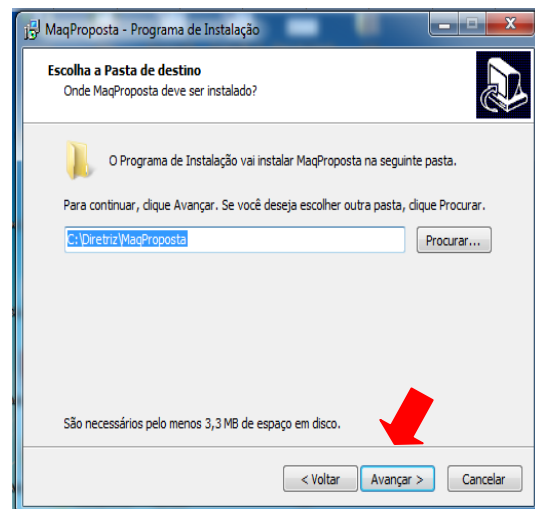 MaqProposta - Programa de Instalação
Escolha a Pasta de destino
Onde MaqProposta deve ser instalado?
O Programa de Instalação vai instalar MaqProposta na seguinte pasta.
Para continuar, clique Avançar. Se você deseja escolher outra pasta, clique Procurar.
C:\Diretriz\MaqProposta
Procurar...
São necessários pelo menos 3,3 MB de espaço em disco.
< Voltar Avançar > Cancelar